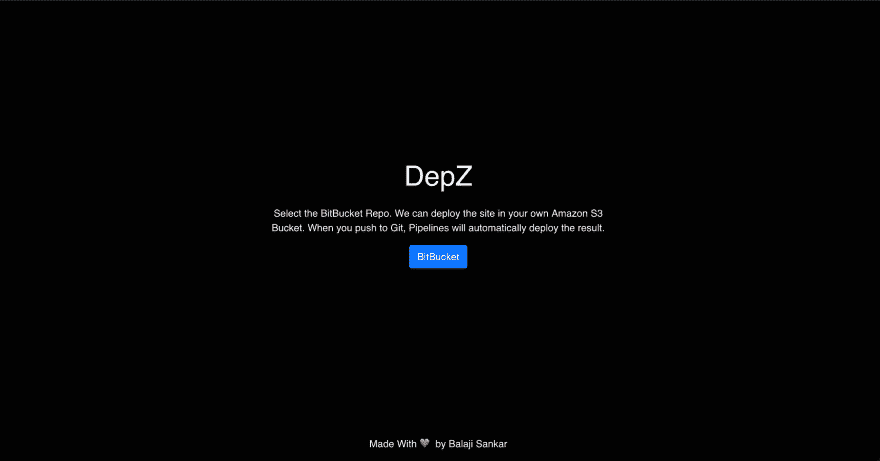 DepZ
Select the BitBucket Repo. We can deploy the site in your own Amazon S3
Bucket. When you push to Git, Pipelines will automatically deploy the result.
BitBucket
Made With 🖤 by Balaji Sankar